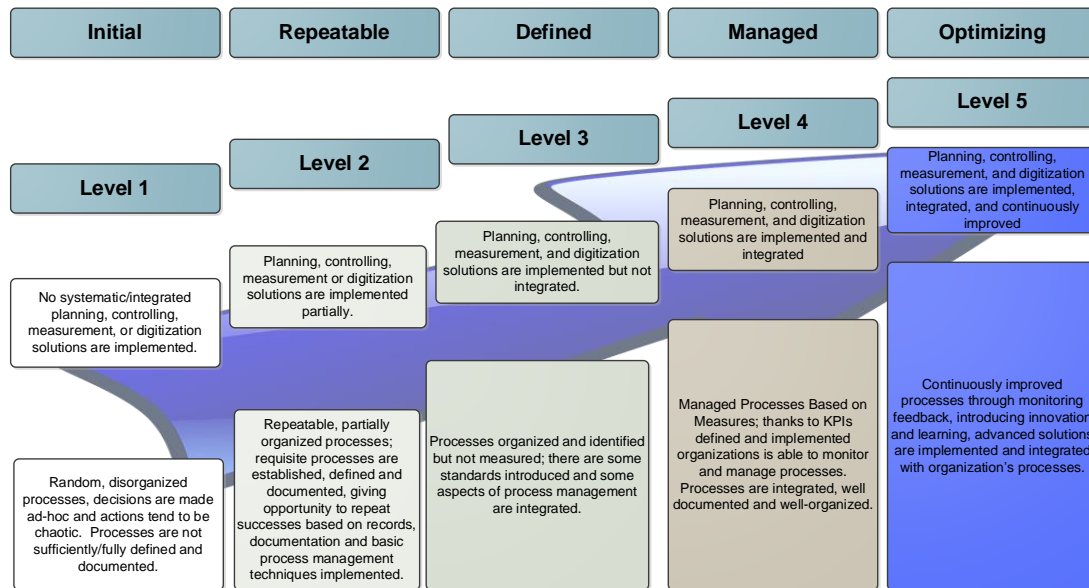 Initial
Repeatable
Defined
Managed
Optimizing
Level 1
Level 2
Level 3
Level 4
Level 5
No systematic/integrated
planning, controlling,
measurement, or digitization
solutions are implemented.
Planning, controlling,
measurement or digitization
solutions are implemented
partially.
Planning, controlling,
measurement, and digitization
solutions are implemented but not
integrated.
Planning, controlling,
measurement, and digitization
solutions are implemented and
integrated
Planning, controlling,
measurement, and digitization
solutions are implemented,
integrated, and continuously
improved
Random, disorganized
processes, decisions are made
ad-hoc and actions tend to be
chaotic.  Processes are not
sufficiently/fully defined and
documented.
Repeatable, partially
organized processes;
requisite processes are
established, defined and
documented, giving
opportunity to repeat
successes based on records,
documentation and basic
process management
techniques implemented.
Processes organized and identified
but not measured; there are some
standards introduced and some
aspects of process management
are integrated.
Managed Processes Based on
Measures; thanks to KPIs
defined and implemented
organizations is able to monitor
and manage processes.
Processes are integrated, well
documented and well-organized.
Continuously improved
processes through monitoring
feedback, introducing innovation
and learning, advanced solutions
are implemented and integrated
with organization's processes.